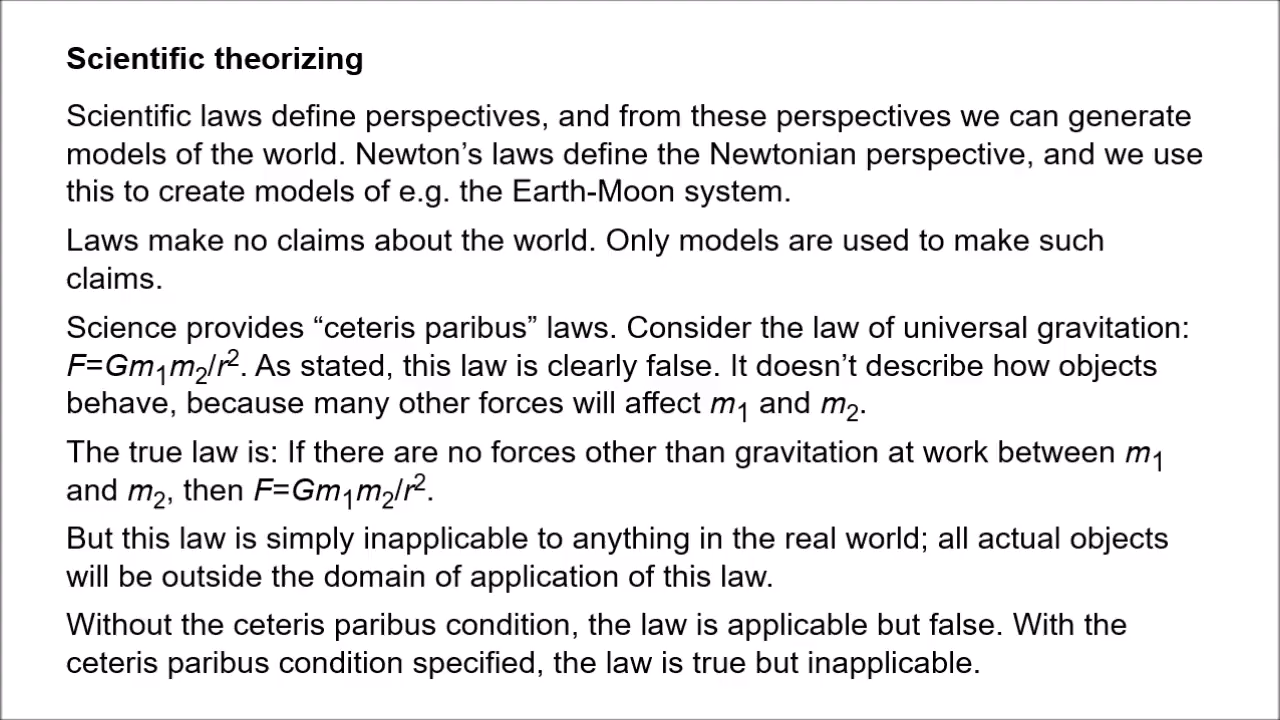 Scientific theorizing
Scientific laws define perspectives, and from these perspectives we can generate
models of the world. Newton’s laws define the Newtonian perspective, and we use
this to create models of e.g. the Earth-Moon system.
Laws make no claims about the world. Only models are used to make such
claims.
Science provides “ceteris paribus” laws. Consider the law of universal gravitation:
F=Gm₁m₂/r². As stated, this law is clearly false. It doesn’t describe how objects
behave, because many other forces will affect m₁ and m₂.
The true law is: If there are no forces other than gravitation at work between m₁
and m₂, then F=Gm₁m₂/r².
But this law is simply inapplicable to anything in the real world; all actual objects
will be outside the domain of application of this law.
Without the ceteris paribus condition, the law is applicable but false. With the
ceteris paribus condition specified, the law is true but inapplicable.